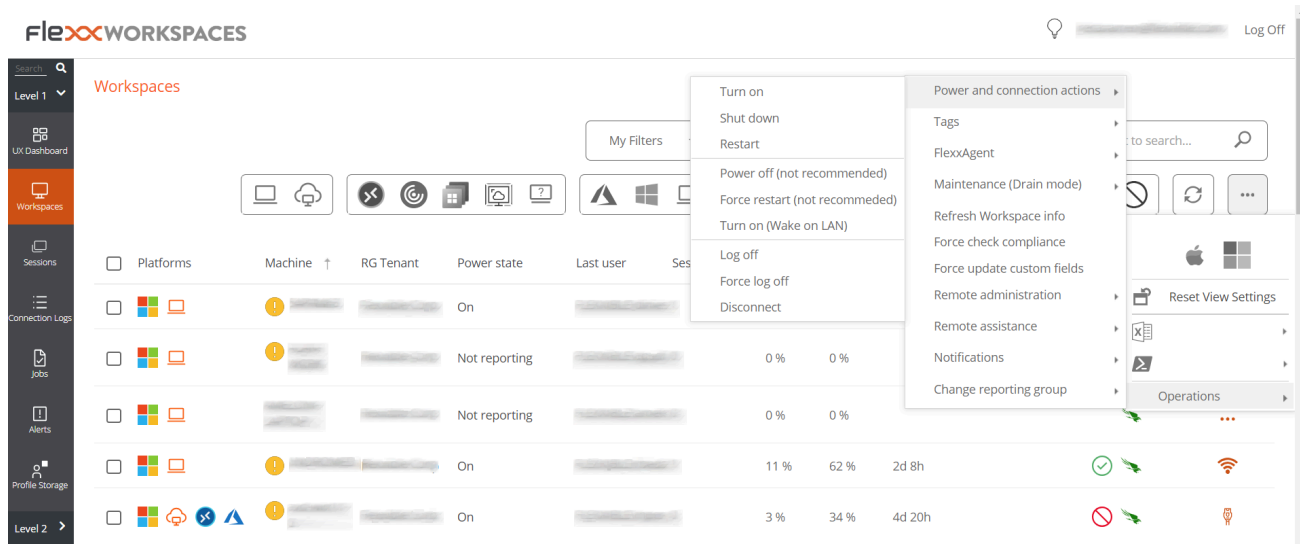 FlexxWORKSPACES
Log Off
Search
Level 1
UX Dashboard
Workspaces
Sessions
Connection Logs
Jobs
Alerts
Profile Storage
Level 2
Workspaces
My Filters
to search...
Turn on
Shut down
Restart
Power off (not recommended)
Force restart (not recommeded)
Turn on (Wake on LAN)
Log off
Force log off
Disconnect
Power and connection actions
Tags
FlexxAgent
Maintenance (Drain mode)
Refresh Workspace info
Force check compliance
Force update custom fields
Remote administration
Remote assistance
Notifications
Change reporting group
Reset View Settings
Operations
Platforms Machine RG Tenant Power state Last user Ses
On
Not reporting 0 % 0 %
Not reporting 0 % 0 %
On 11 % 62 % 2d 8h
On 3 % 34 % 4d 20h